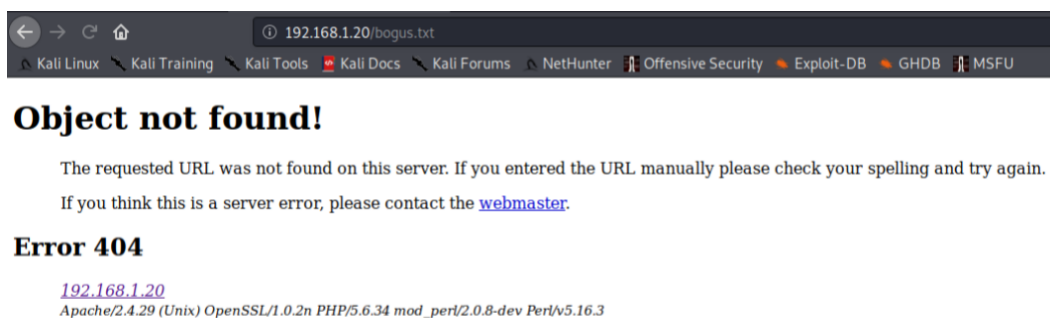 192.168.1.20/bogus.txt
Kali Linux Kali Training Kali Tools Kali Docs Kali Forums NetHunter Offensive Security Exploit-DB GHDB MSFU
Object not found!
The requested URL was not found on this server. If you entered the URL manually please check your spelling and try again.
If you think this is a server error, please contact the webmaster.
Error 404
192.168.1.20
Apache/2.4.29 (Unix) OpenSSL/1.0.2n PHP/5.6.34 mod_perl/2.0.8-dev Perl/v5.16.3